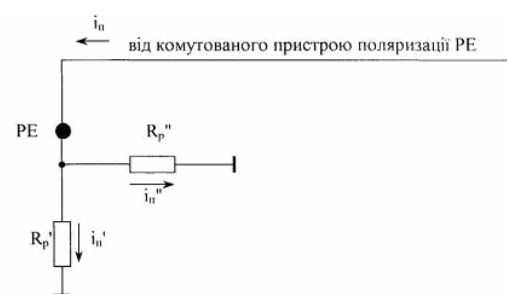 iп
від комутованого пристрою поляризації РЕ
РЕ
Rр"
iп"
Rр'
iп'